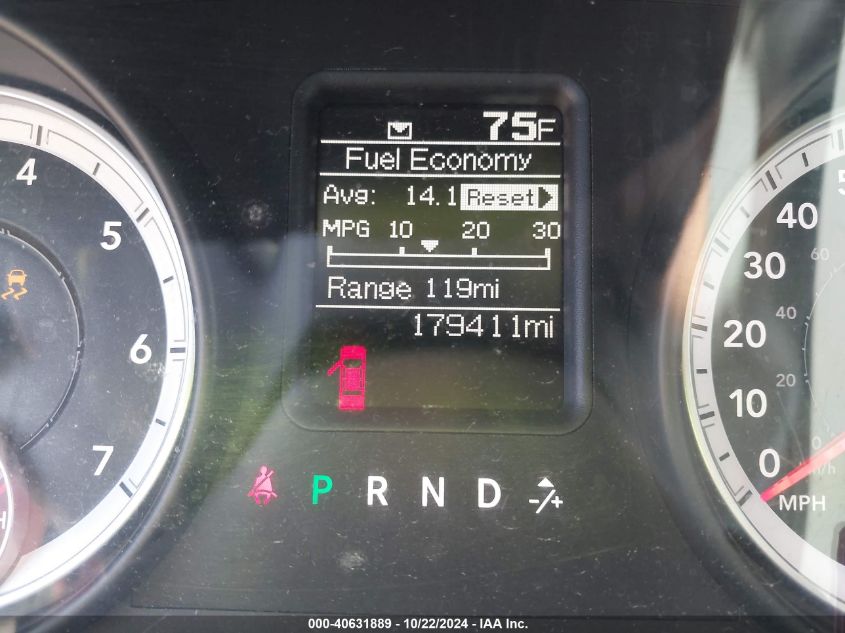 75F
Fuel Economy
Avg: 14.1 Reset
MPG 10 20 30
Range 119mi
179411mi
P R N D -/+
4
5
6
7
40
30
20
10
0
MPH
60
40
20
0
000-40631889 - 10/22/2024 - IAA Inc.